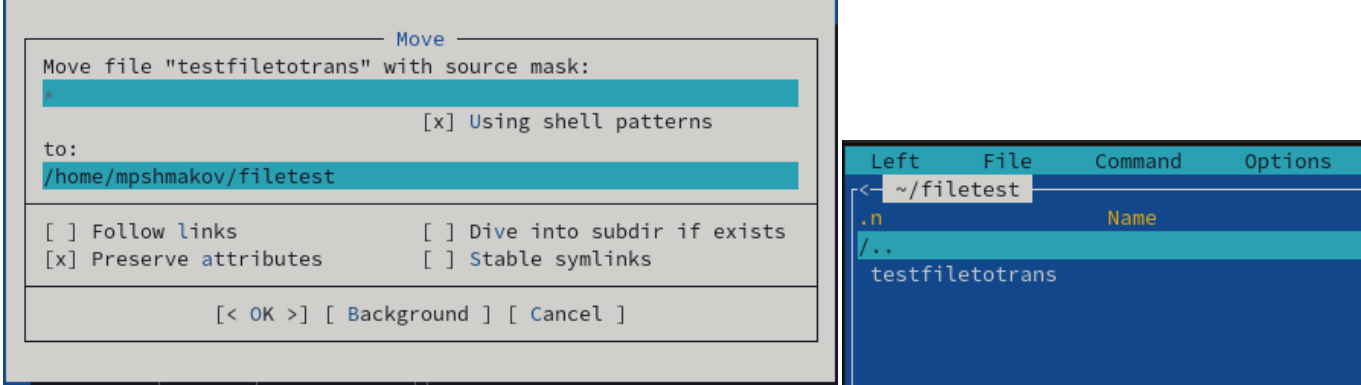 Move
Move file "testfiletotrans" with source mask:
*
[x] Using shell patterns
to:
/home/mpshmakov/filetest
[ ] Follow links [ ] Dive into subdir if exists
[x] Preserve attributes [ ] Stable symlinks
[< OK >] [ Background ] [ Cancel ]
Left File Command Options
<- ~/filetest
.n Name
/..
testfiletotrans